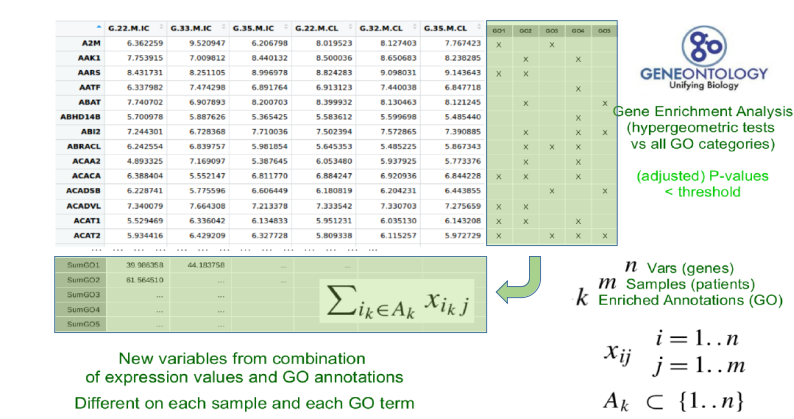 G.22.M.IC G.33.M.IC G.35.M.IC G.22.M.CL G.32.M.CL G.35.M.CL GO1 GO2 GO3 GO4 GO5
A2M 6.362259 9.520947 6.206798 8.019523 8.127403 7.767423 X X
AAK1 7.753915 7.009812 8.440132 8.500036 8.650683 8.238285 X X
AARS 8.431731 8.251105 8.996978 8.824283 9.098031 9.143643 X X
AATF 6.337982 7.474298 6.891764 6.913123 7.440038 6.847718 X
ABAT 7.740702 6.907893 8.200703 8.399932 8.130463 8.121245 X X
ABHD14B 5.700978 5.887626 5.365425 5.583612 5.599698 5.485440 X
ABI2 7.244301 6.728368 7.710036 7.502394 7.572865 7.390885 X X X
ABRACL 6.242554 6.839757 5.981854 5.645353 5.485225 5.867343 X X X
ACAA2 4.893325 7.169097 5.387645 6.053480 5.937925 5.773376 X X
ACACA 6.388404 5.552147 6.811770 6.884247 6.920936 6.844228 X X X
ACADSB 6.228741 5.775596 6.606449 6.180819 6.204231 6.443855 X X
ACADVL 7.340079 7.664308 7.213378 7.333542 7.330703 7.275659 X X
ACAT1 5.529469 6.336042 6.134833 5.951231 6.035130 6.143208 X X X
ACAT2 5.934416 6.429209 6.327728 5.809338 6.115257 5.972729 X X X X
... ... ... ... ... ... ... ... ... ... ...
SumGO1 39.986358 44.183758 ... ... ...
SumGO2 61.564510 ... ... ...
SumGO3 ... ...
SumGO4 ... ...
SumGO5 ... ...
∑ i_k∈A_k x_{i_k j}
GENEONTOLOGY
Unifying Biology
Gene Enrichment Analysis
(hypergeometric tests
vs all GO categories)
(adjusted) P-values
< threshold
n Vars (genes)
m Samples (patients)
k Enriched Annotations (GO)
x_{ij} i = 1..n
j = 1..m
A_k ⊂ {1..n}
New variables from combination
of expression values and GO annotations
Different on each sample and each GO term